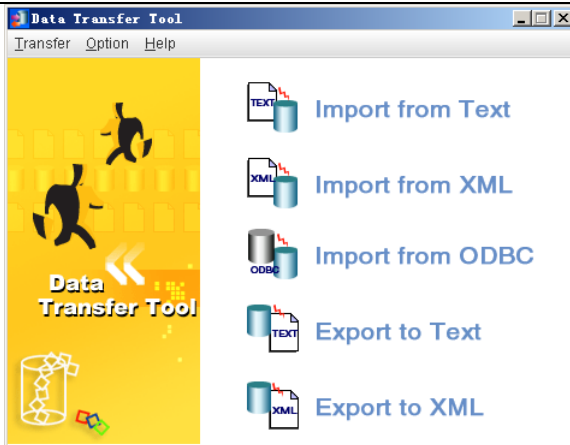 Data Transfer Tool
Transfer Option Help
TEXT
Import from Text
XML
Import from XML
ODBC
Import from ODBC
Data
Transfer Tool
TEXT
Export to Text
XML
Export to XML